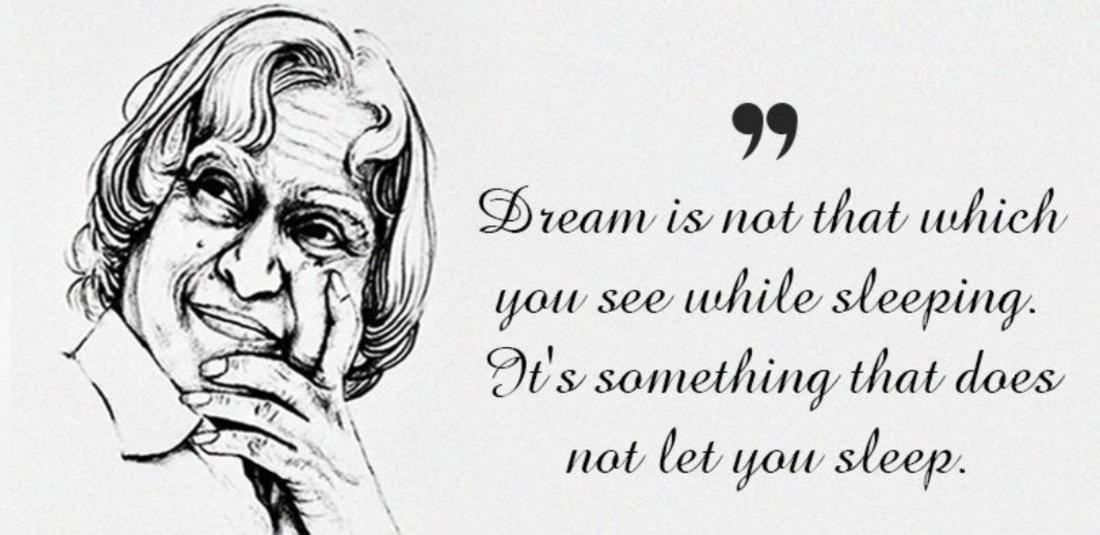 ”
Dream is not that which
you see while sleeping.
It's something that does
not let you sleep.